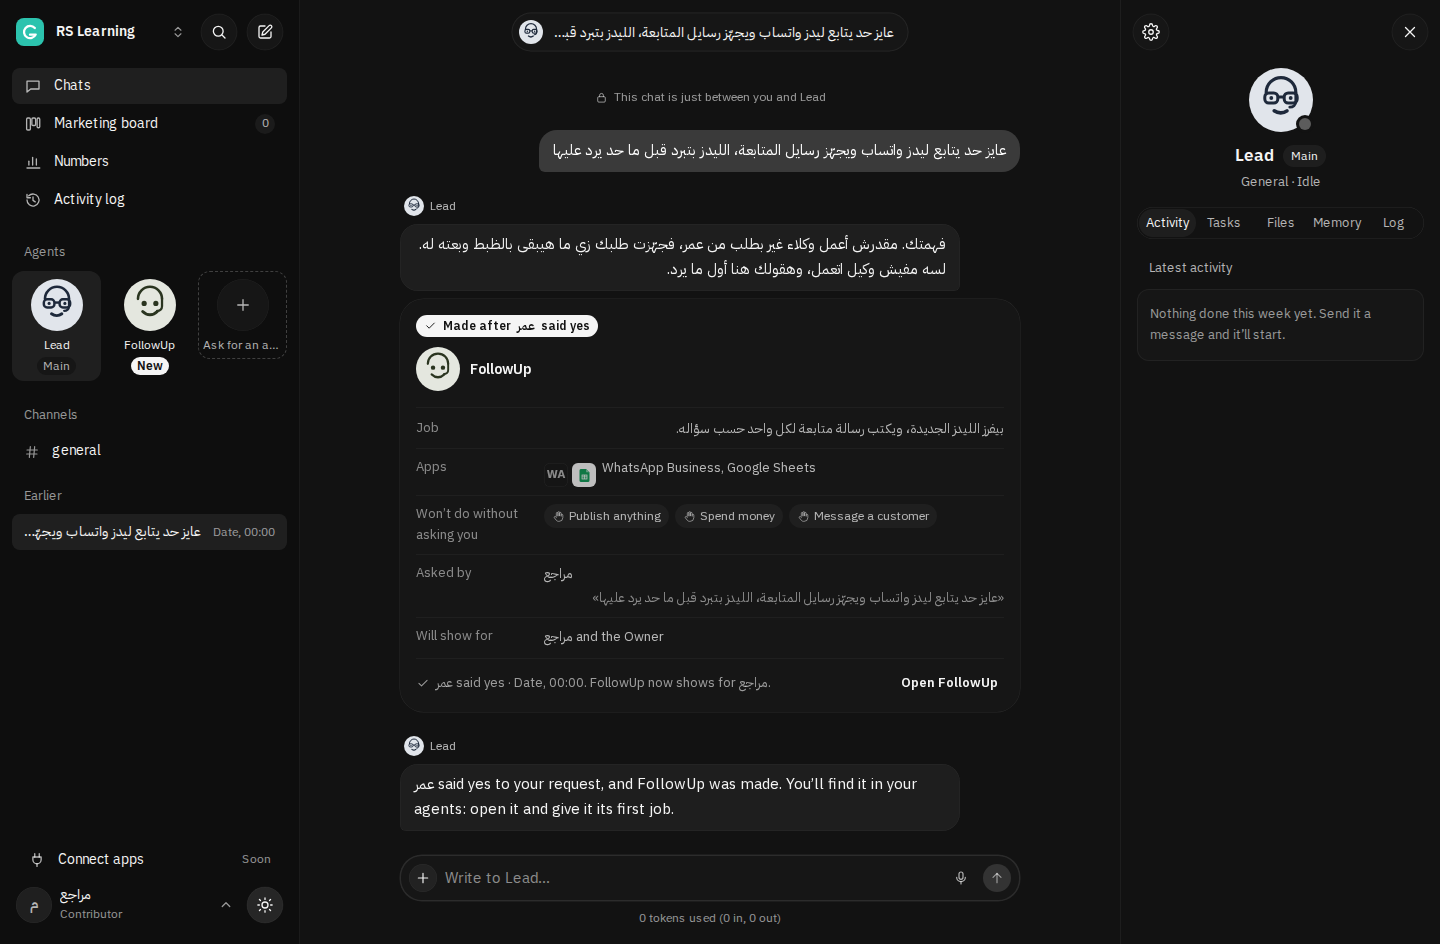 RS Learning
Chats
Marketing board
0
Numbers
Activity log
Agents
Lead
Main
FollowUp
New
Ask for an a...
Channels
general
Earlier
عايز حد يتابع ليدز واتساب ويجهّ...
Date, 00:00
Connect apps
Soon
م
مراجع
Contributor
عايز حد يتابع ليدز واتساب ويجهّز رسايل المتابعة، الليدز بتبرد قبـ...
This chat is just between you and Lead
عايز حد يتابع ليدز واتساب ويجهّز رسايل المتابعة، الليدز بتبرد قبل ما حد يرد عليها
Lead
فهمتك. مقدرش أعمل وكلاء غير بطلب من عمر، فجهّزت طلبك زي ما هيبقى بالظبط وبعته له.
لسه مفيش وكيل اتعمل، وهقولك هنا أول ما يرد.
Made after عمر said yes
FollowUp
Job
بيفرز الليدز الجديدة، ويكتب رسالة متابعة لكل واحد حسب سؤاله.
Apps
WA
WhatsApp Business, Google Sheets
Won't do without
asking you
Publish anything
Spend money
Message a customer
Asked by
مراجع
«عايز حد يتابع ليدز واتساب ويجهّز رسايل المتابعة، الليدز بتبرد قبل ما حد يرد عليها»
Will show for
مراجع and the Owner
عمر said yes · Date, 00:00. FollowUp now shows for مراجع.
Open FollowUp
Lead
عمر said yes to your request, and FollowUp was made. You'll find it in your
agents: open it and give it its first job.
Write to Lead...
0 tokens used (0 in, 0 out)
Lead
Main
General · Idle
Activity
Tasks
Files
Memory
Log
Latest activity
Nothing done this week yet. Send it a
message and it'll start.